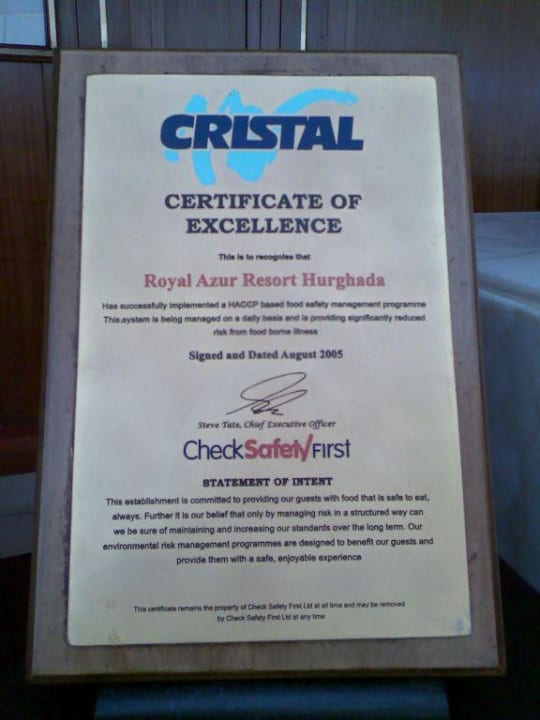 CRISTAL
CERTIFICATE OF
EXCELLENCE
This is to recognise that
Royal Azur Resort Hurghada
Has successfully implemented a HACCP based food safety management programme
This system is being managed on a daily basis and is providing significantly reduced
risk from food borne illness
Signed and Dated August 2005
Steve Tate, Chief Executive Officer
CheckSafetyFIRST
STATEMENT OF INTENT
This establishment is committed to providing our guests with food that is safe to eat,
always. Further it is our belief that only by managing risk in a structured way can
we be sure of maintaining and increasing our standards over the long term. Our
environmental risk management programmes are designed to benefit our guests and
provide them with a safe, enjoyable experience
This certificate remains the property of Check Safety First Ltd at all time and may be removed
by Check Safety First Ltd at any time